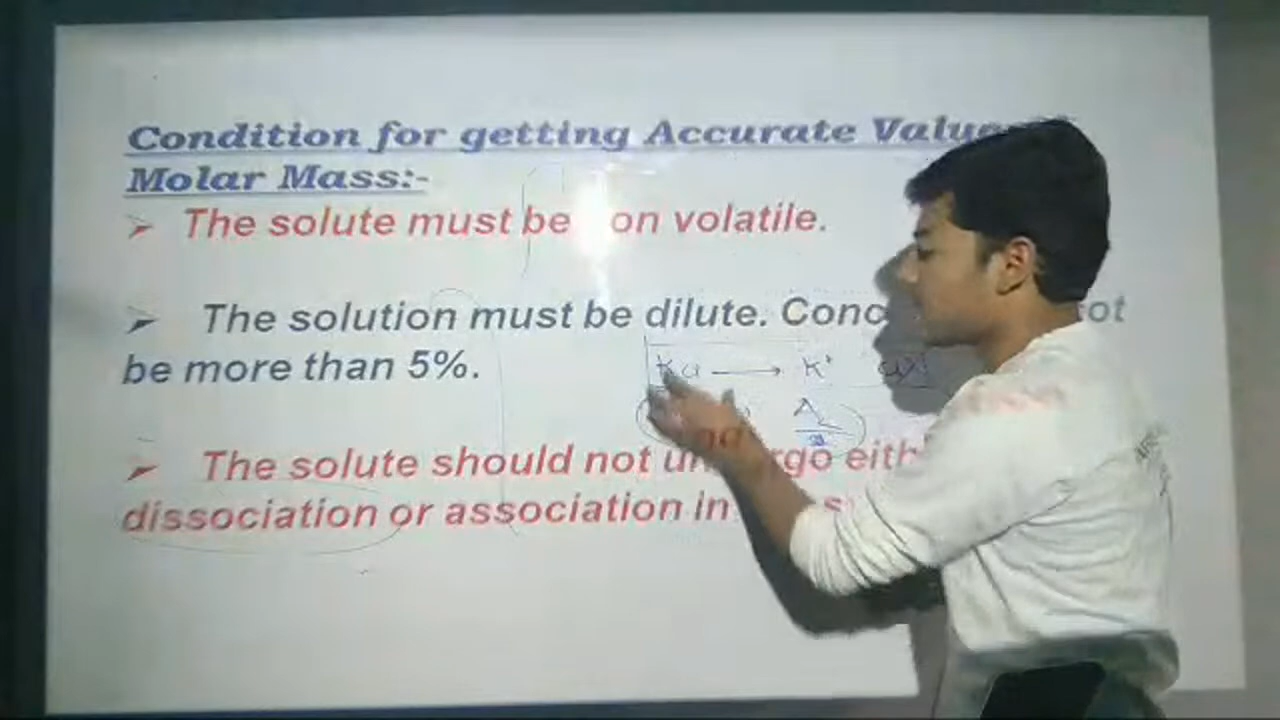 Condition for getting Accurate Value
Molar Mass:-
➢ The solute must be on volatile.
➢ The solution must be dilute. Conc ot
be more than 5%.
K⁺
➢ The solute should not un rgo eith
dissociation or association in s